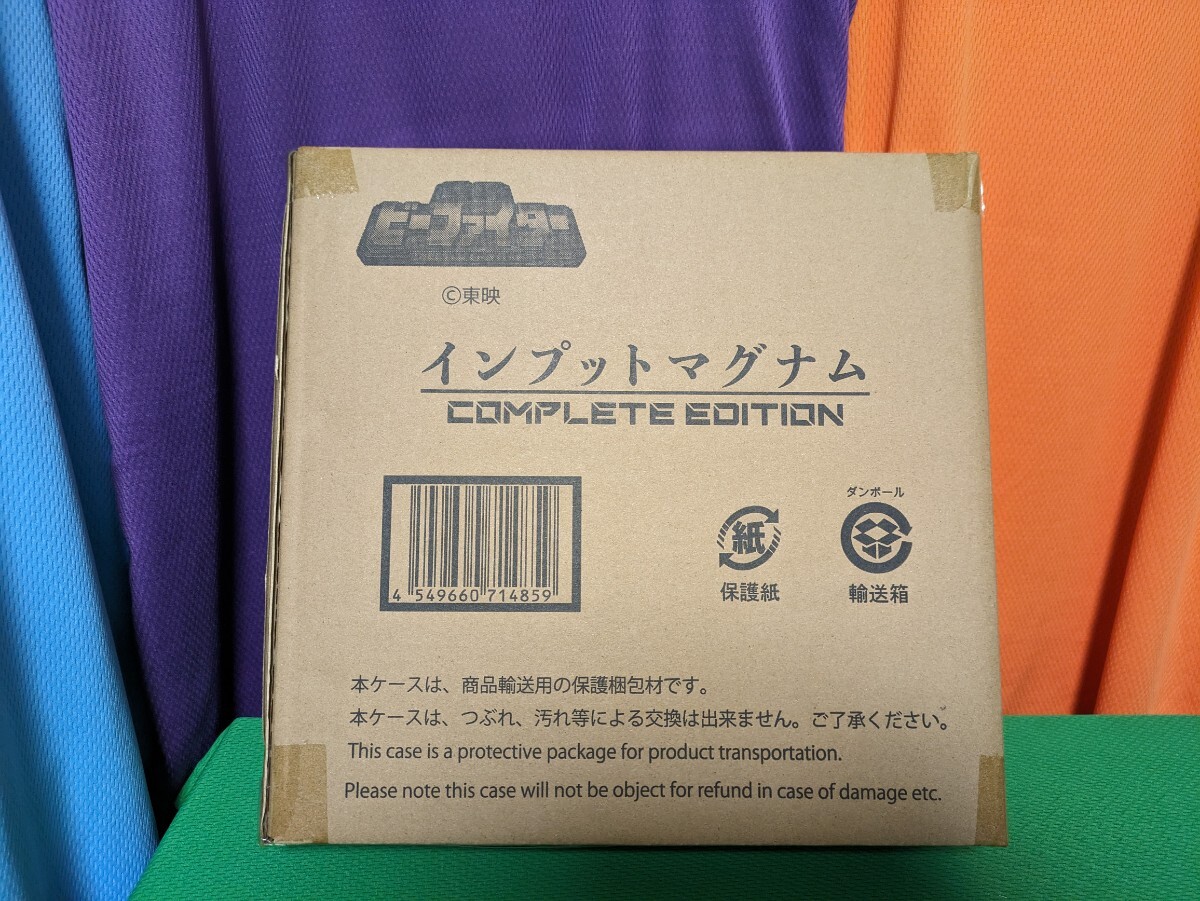 ビーファイター
©東映
インプットマグナム
COMPLETE EDITION
ダンボール
紙
保護紙
輸送箱
4 549660 714859
本ケースは、商品輸送用の保護梱包材です。
本ケースは、つぶれ、汚れ等による交換は出来ません。ご了承ください。
This case is a protective package for product transportation.
Please note this case will not be object for refund in case of damage etc.